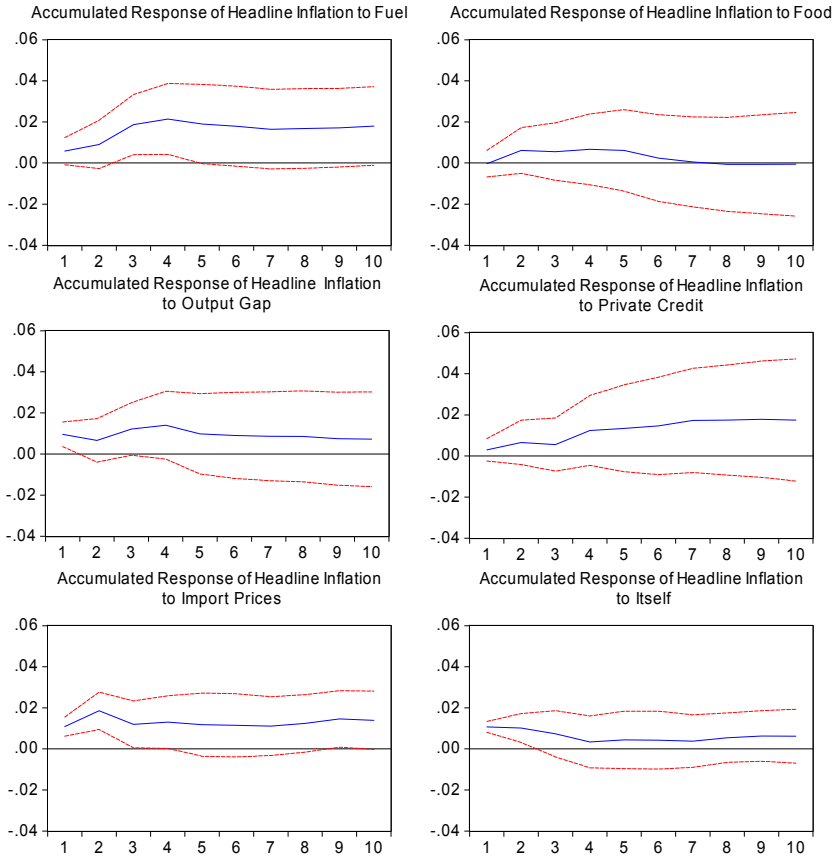 Accumulated Response of Headline Inflation to Fuel
.06
.04
.02
.00
-.02
-.04
1 2 3 4 5 6 7 8 9 10
Accumulated Response of Headline Inflation to Food
.06
.04
.02
.00
-.02
-.04
1 2 3 4 5 6 7 8 9 10
Accumulated Response of Headline Inflation
to Output Gap
.06
.04
.02
.00
-.02
-.04
1 2 3 4 5 6 7 8 9 10
Accumulated Response of Headline Inflation
to Private Credit
.06
.04
.02
.00
-.02
-.04
1 2 3 4 5 6 7 8 9 10
Accumulated Response of Headline Inflation
to Import Prices
.06
.04
.02
.00
-.02
-.04
1 2 3 4 5 6 7 8 9 10
Accumulated Response of Headline Inflation
to Itself
.06
.04
.02
.00
-.02
-.04
1 2 3 4 5 6 7 8 9 10